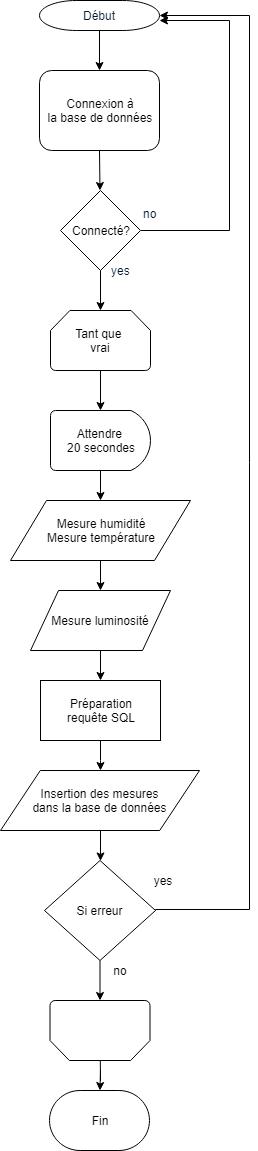 Début
Connexion à
la base de données
no
Connecté?
yes
Tant que
vrai
Attendre
20 secondes
Mesure humidité
Mesure température
Mesure luminosité
Préparation
requête SQL
Insertion des mesures
dans la base de données
yes
Si erreur
no
Fin